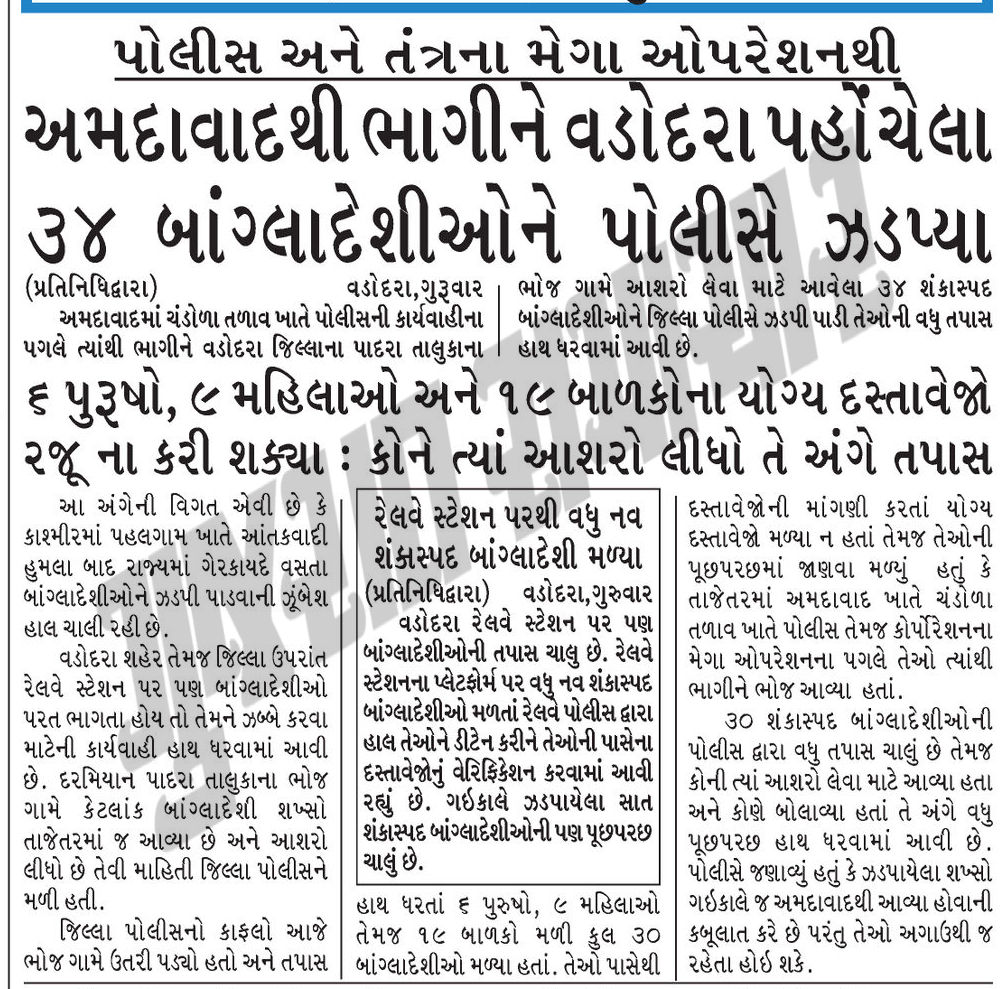 પોલીસ અને તંત્રના મેગા ઓપરેશનથી
અમદાવાદથી ભાગીને વડોદરા પહોંચેલા
૩૪ બાંગ્લાદેશીઓને પોલીસે ઝડપ્યા
(પ્રતિનિધિદ્વારા) વડોદરા,ગુરૂવાર
અમદાવાદમાં ચંડોળા તળાવ ખાતે પોલીસની કાર્યવાહીના
પગલે ત્યાંથી ભાગીને વડોદરા જિલ્લાના પાદરા તાલુકાના
ભોજ ગામે આશરો લેવા માટે આવેલા ૩૪ શંકાસ્પદ
બાંગ્લાદેશીઓને જિલ્લા પોલીસે ઝડપી પાડી તેઓની વધુ તપાસ
હાથ ધરવામાં આવી છે.
૬ પુરૂષો, ૯ મહિલાઓ અને ૧૯ બાળકોના યોગ્ય દસ્તાવેજો
રજૂ ના કરી શક્યા : કોને ત્યાં આશરો લીધો તે અંગે તપાસ
આ અંગેની વિગત એવી છે કે
કાશ્મીરમાં પહલગામ ખાતે આંતકવાદી
હુમલા બાદ રાજ્યમાં ગેરકાયદે વસતા
બાંગ્લાદેશીઓને ઝડપી પાડવાની ઝૂંબેશ
હાલ ચાલી રહી છે.
વડોદરા શહેર તેમજ જિલ્લા ઉપરાંત
રેલવે સ્ટેશન પર પણ બાંગ્લાદેશીઓ
પરત ભાગતા હોય તો તેમને ઝબ્બે કરવા
માટેની કાર્યવાહી હાથ ધરવામાં આવી
છે. દરમિયાન પાદરા તાલુકાના ભોજ
ગામે કેટલાંક બાંગ્લાદેશી શખ્સો
તાજેતરમાં જ આવ્યા છે અને આશરો
લીધો છે તેવી માહિતી જિલ્લા પોલીસને
મળી હતી.
જિલ્લા પોલીસનો કાફલો આજે
ભોજ ગામે ઉતરી પડ્યો હતો અને તપાસ
રેલવે સ્ટેશન પરથી વધુ નવ
શંકાસ્પદ બાંગ્લાદેશી મળ્યા
(પ્રતિનિધિદ્વારા) વડોદરા,ગુરુવાર
વડોદરા રેલવે સ્ટેશન પર પણ
બાંગ્લાદેશીઓની તપાસ ચાલુ છે. રેલવે
સ્ટેશનના પ્લેટફોર્મ પર વધુ નવ શંકાસ્પદ
બાંગ્લાદેશીઓ મળતાં રેલવે પોલીસ દ્વારા
હાલ તેઓને ડીટેન કરીને તેઓની પાસેના
દસ્તાવેજોનું વેરિફિકેશન કરવામાં આવી
રહ્યું છે. ગઇકાલે ઝડપાયેલા સાત
શંકાસ્પદ બાંગ્લાદેશીઓની પણ પૂછપરછ
ચાલું છે.
હાથ ધરતાં ૬ પુરુષો, ૯ મહિલાઓ
તેમજ ૧૯ બાળકો મળી કુલ ૩૦
બાંગ્લાદેશીઓ મળ્યા હતાં. તેઓ પાસેથી
દસ્તાવેજોની માંગણી કરતાં યોગ્ય
દસ્તાવેજો મળ્યા ન હતાં તેમજ તેઓની
પૂછપરછમાં જાણવા મળ્યું હતું કે
તાજેતરમાં અમદાવાદ ખાતે ચંડોળા
તળાવ ખાતે પોલીસ તેમજ કોર્પોરેશનના
મેગા ઓપરેશનના પગલે તેઓ ત્યાંથી
ભાગીને ભોજ આવ્યા હતાં.
૩૦ શંકાસ્પદ બાંગ્લાદેશીઓની
પોલીસ દ્વારા વધુ તપાસ ચાલું છે તેમજ
કોની ત્યાં આશરો લેવા માટે આવ્યા હતા
અને કોણે બોલાવ્યા હતાં તે અંગે વધુ
પૂછપરછ હાથ ધરવામાં આવી છે.
પોલીસે જણાવ્યું હતું કે ઝડપાયેલા શખ્સો
ગઇકાલે જ અમદાવાદથી આવ્યા હોવાની
કબૂલાત કરે છે પરંતુ તેઓ અગાઉથી જ
રહેતા હોઇ શકે.
ગુજરાત સમાચાર